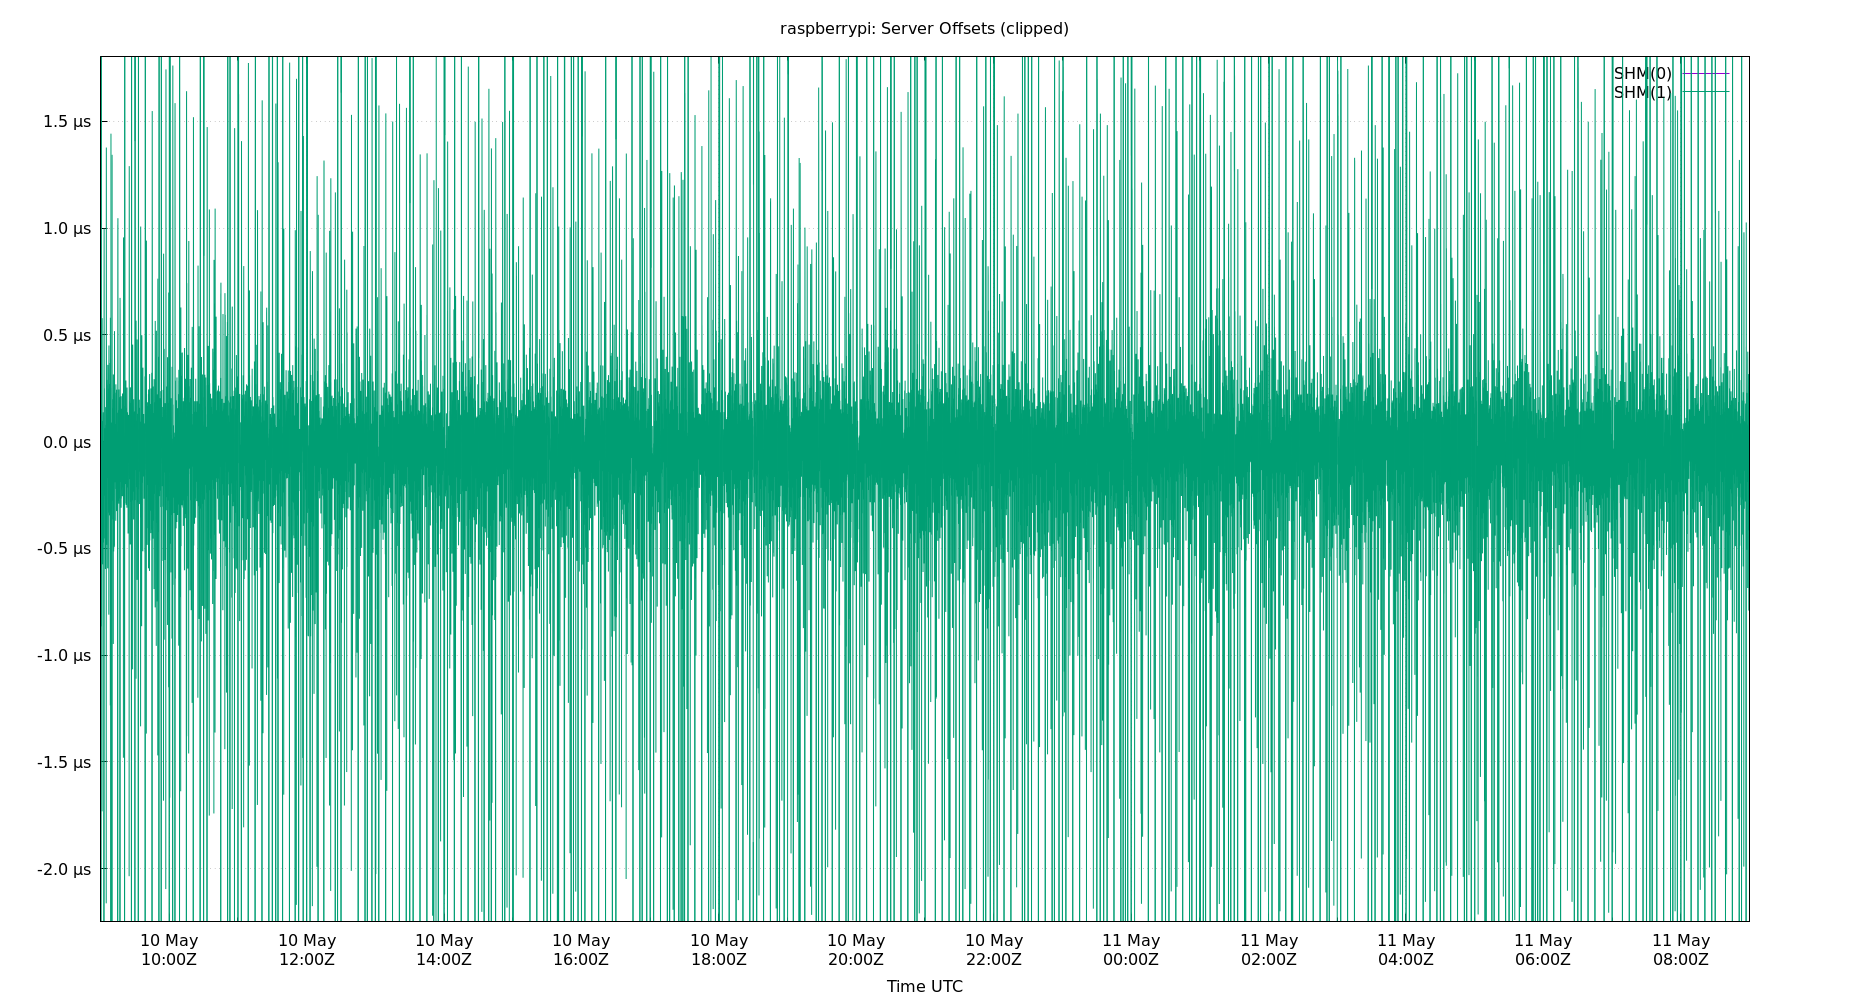 raspberrypi: Server Offsets (clipped)
SHM(0)
SHM(1)
1.5 µs
1.0 µs
0.5 µs
0.0 µs
-0.5 µs
-1.0 µs
-1.5 µs
-2.0 µs
10 May 10 May 10 May 10 May 10 May 10 May 10 May 11 May 11 May 11 May 11 May 11 May
10:00Z 12:00Z 14:00Z 16:00Z 18:00Z 20:00Z 22:00Z 00:00Z 02:00Z 04:00Z 06:00Z 08:00Z
Time UTC